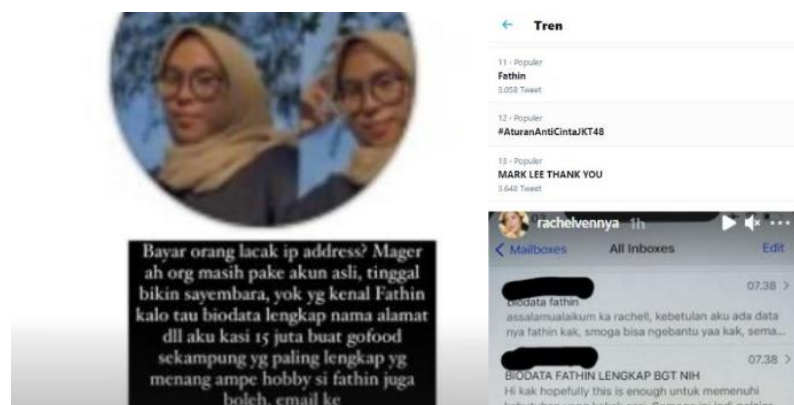 Bayar orang lacak ip address? Mager
ah org masih pake akun asli, tinggal
bikin sayembara, yok yg kenal Fathin
kalo tau biodata lengkap nama alamat
dll aku kasi 15 juta buat gofood
sekampung yg paling lengkap yg
menang ampe hobby si fathin juga
boleh, email ke
Tren
11 · Populer
Fathin
3.058 Tweet
12 · Populer
#AturanAntiCintaJKT48
13 · Populer
MARK LEE THANK YOU
3.648 Tweet
rachelvennya 1h
Mailboxes All Inboxes Edit
07.38
biodata fathin
assalamualaikum ka rachell, kebetulan aku ada data
nya fathin kak, smoga bisa ngebantu yaa kak, sema...
07.38
BIODATA FATHIN LENGKAP BGT NIH
Hi kak hopefully this is enough untuk memenuhi